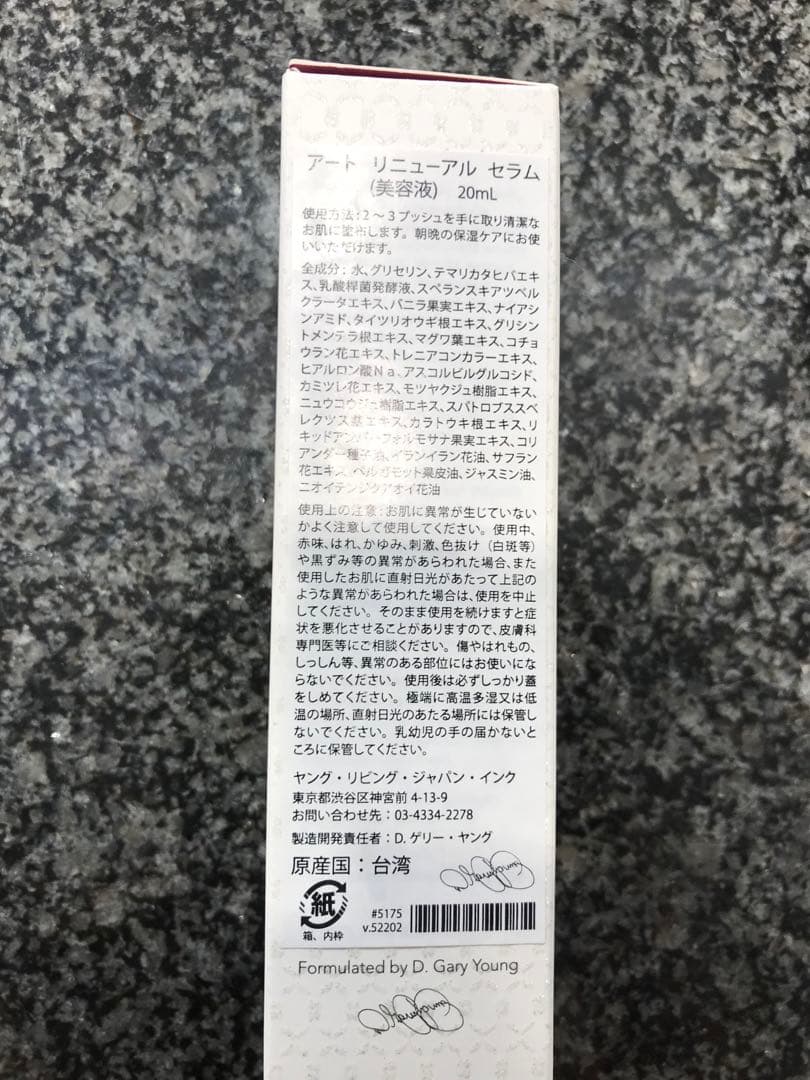 アート リニューアル セラム
(美容液) 20mL
使用方法:2～3プッシュを手に取り清潔な
お肌に塗布します。朝晩の保湿ケアにお使
いいただけます。
全成分:水、グリセリン、テマリカタヒバエキ
ス、乳酸桿菌発酵液、スペランスキアツベル
クラータエキス、バニラ果実エキス、ナイアシ
ンアミド、タイツリオウギ根エキス、グリシン
トメンテラ根エキス、マグワ葉エキス、コチョ
ウラン花エキス、トレニアコンカラーエキス、
ヒアルロン酸Na、アスコルビルグルコシド、
カミツレ花エキス、モツヤクジュ樹脂エキス、
ニュウコウジュ樹脂エキス、スパトロブススベ
レクツス茎エキス、カラトウキ根エキス、リ
キッドアンバーフォルモサナ果実エキス、コリ
アンダー種子油、イランイラン花油、サフラン
花エキス、ベルガモット果皮油、ジャスミン油、
ニオイテンジクアオイ花油
使用上の注意:お肌に異常が生じていない
かよく注意して使用してください。使用中、
赤味、はれ、かゆみ、刺激、色抜け(白斑等)
や黒ずみ等の異常があらわれた場合、また
使用したお肌に直射日光があたって上記の
ような異常があらわれた場合は、使用を中止
してください。そのまま使用を続けますと症
状を悪化させることがありますので、皮膚科
専門医等にご相談ください。傷やはれもの、
しっしん等、異常のある部位にはお使いにな
らないでください。使用後は必ずしっかり蓋
をしめてください。極端に高温多湿又は低
温の場所、直射日光のあたる場所には保管し
ないでください。乳幼児の手の届かないと
ころに保管してください。
ヤング・リビング・ジャパン・インク
東京都渋谷区神宮前 4-13-9
お問い合わせ先:03-4334-2278
製造開発責任者:D. ゲリー・ヤング
原産国:台湾
紙
箱、内枠
#5175
v.52202
Formulated by D. Gary Young